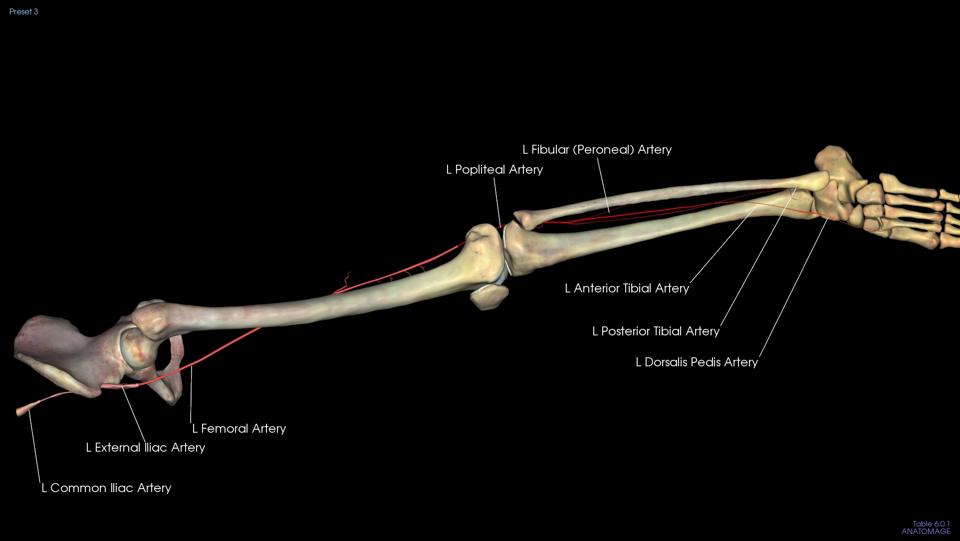 Preset 3
L Fibular (Peroneal) Artery
L Popliteal Artery
L Anterior Tibial Artery
L Posterior Tibial Artery
L Dorsalis Pedis Artery
L Femoral Artery
L External Iliac Artery
L Common Iliac Artery
Table 6.0.1
ANATOMAGE